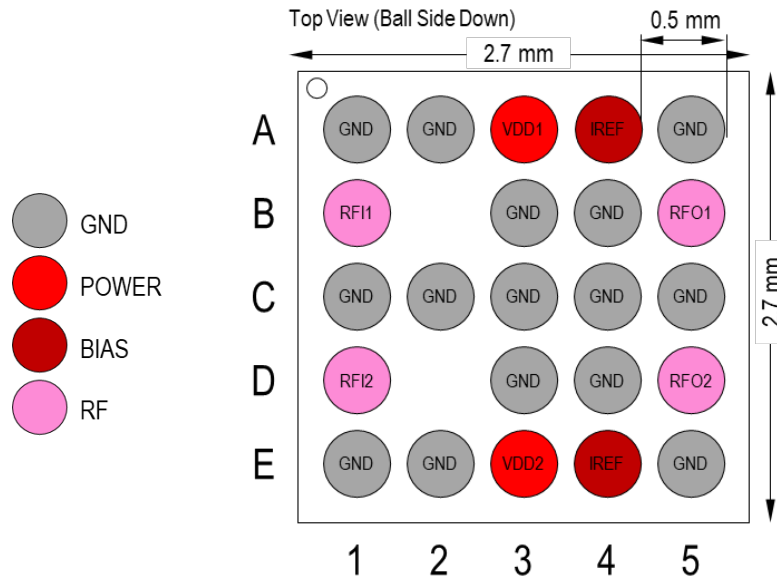 Top View (Ball Side Down)
0.5 mm
2.7 mm
A GND GND VDD1 IREF GND
B RFI1 GND GND RFO1
C GND GND GND GND GND
D RFI2 GND GND RFO2
E GND GND VDD2 IREF GND
1 2 3 4 5
2.7 mm
GND
POWER
BIAS
RF